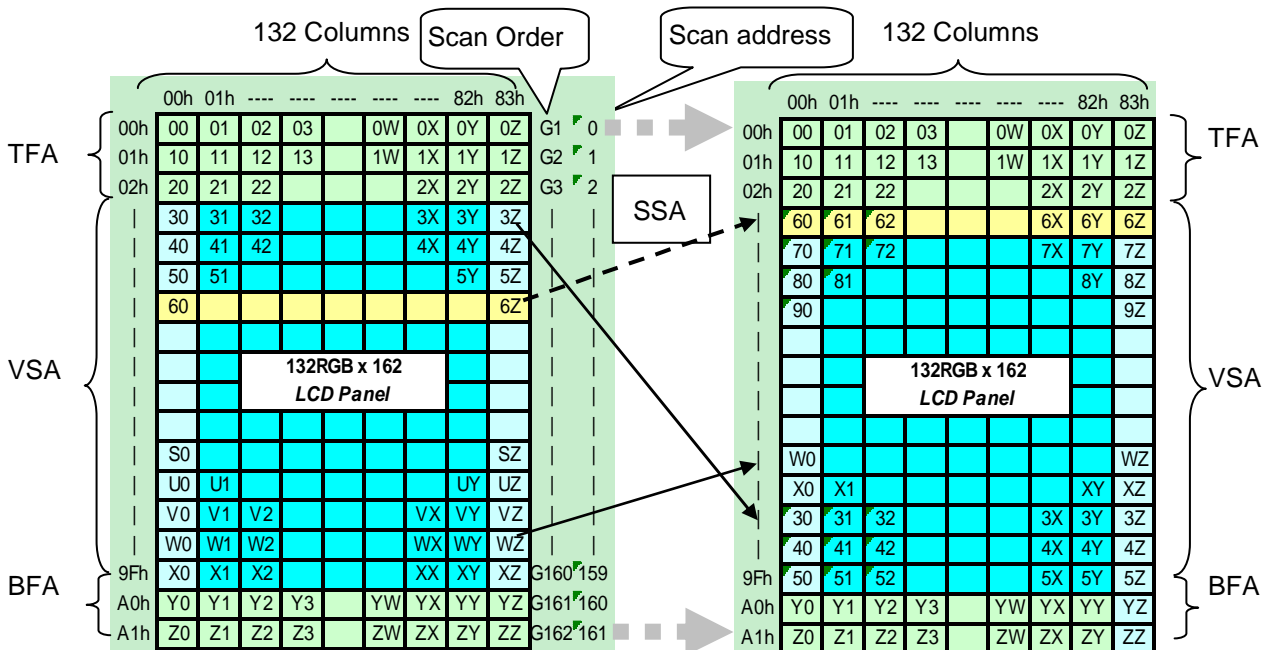 132 Columns Scan Order Scan address 132 Columns
00h 01h ---- ---- ---- ---- ---- 82h 83h
00h 00 01 02 03 0W 0X 0Y 0Z G1 0
TFA 01h 10 11 12 13 1W 1X 1Y 1Z G2 1
02h 20 21 22 2X 2Y 2Z G3 2
| 30 31 32 3X 3Y 3Z | |
| 40 41 42 4X 4Y 4Z | |
| 50 51 5Y 5Z | |
| 60 6Z | |
VSA
132RGB x 162
LCD Panel
| S0 SZ | |
| U0 U1 UY UZ | |
| V0 V1 V2 VX VY VZ | |
| W0 W1 W2 WX WY WZ | |
9Fh X0 X1 X2 XX XY XZ G160 159
BFA A0h Y0 Y1 Y2 Y3 YW YX YY YZ G161 160
A1h Z0 Z1 Z2 Z3 ZW ZX ZY ZZ G162 161
SSA
00h 01h ---- ---- ---- ---- ---- 82h 83h
00h 00 01 02 03 0W 0X 0Y 0Z
01h 10 11 12 13 1W 1X 1Y 1Z TFA
02h 20 21 22 2X 2Y 2Z
| 60 61 62 6X 6Y 6Z
| 70 71 72 7X 7Y 7Z
| 80 81 8Y 8Z
| 90 9Z
132RGB x 162
LCD Panel
VSA
| W0 WZ
| X0 X1 XY XZ
| 30 31 32 3X 3Y 3Z
| 40 41 42 4X 4Y 4Z
9Fh 50 51 52 5X 5Y 5Z
A0h Y0 Y1 Y2 Y3 YW YX YY YZ BFA
A1h Z0 Z1 Z2 Z3 ZW ZX ZY ZZ